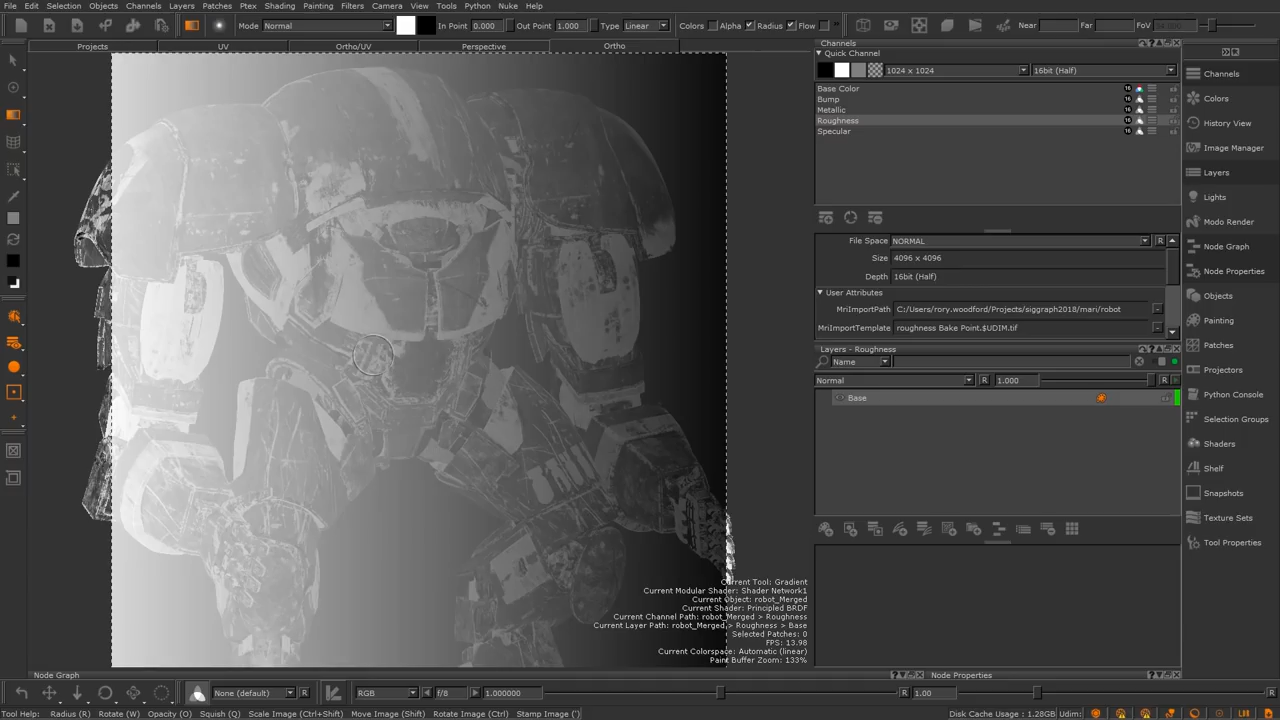 File Edit Selection Objects Channels Layers Patches Ptex Shading Painting Filters Camera View Tools Python Nuke Help
Mode Normal In Point 0.000 Out Point 1.000 Type Linear Colors Alpha Radius Flow Near Far FoV
Projects UV Ortho/UV Perspective Ortho
Channels
Quick Channel
1024 x 1024 16bit (Half)
Base Color
Bump
Metallic
Roughness
Specular
File Space NORMAL R
Size 4096 x 4096
Depth 16bit (Half)
User Attributes
MriImportPath C:/Users/rory.woodford/Projects/siggraph2018/mari/robot
MriImportTemplate roughness Bake Point.$UDIM.tif
Layers - Roughness
Name
Normal R 1.000 R
Base
Channels
Colors
History View
Image Manager
Layers
Lights
Modo Render
Node Graph
Node Properties
Objects
Painting
Patches
Projectors
Python Console
Selection Groups
Shaders
Shelf
Snapshots
Texture Sets
Tool Properties
Current Tool: Gradient
Current Modular Shader: Shader Network1
Current Object: robot_Merged
Current Shader: Principled BRDF
Current Channel Path: robot_Merged > Roughness
Current Layer Path: robot_Merged > Roughness > Base
Selected Patches: 0
FPS: 13.98
Current Colorspace: Automatic (linear)
Paint Buffer Zoom: 133%
Node Graph Node Properties
None (default) R RGB f/8 1.000000 R 1.00 R
Tool Help: Radius (R) Rotate (W) Opacity (O) Squish (Q) Scale Image (Ctrl+Shift) Move Image (Shift) Rotate Image (Ctrl) Stamp Image (') Disk Cache Usage : 1.28GB Udim: